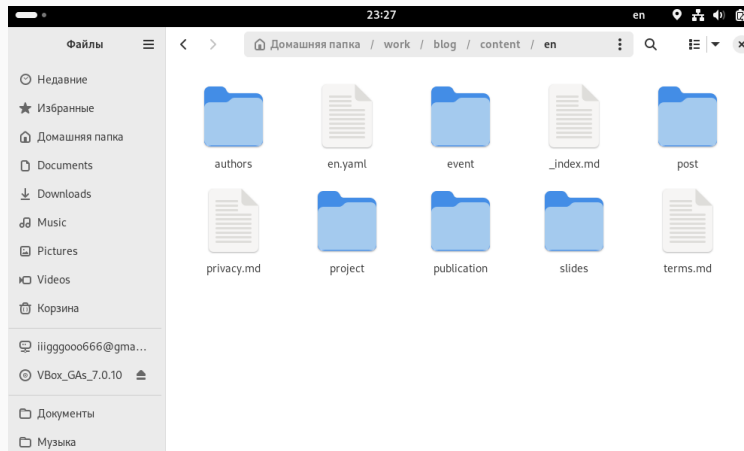 23:27
en
Файлы
Домашняя папка / work / blog / content / en
Недавние
Избранные
Домашняя папка
Documents
Downloads
Music
Pictures
Videos
Корзина
iiigggooo666@gma...
VBox_GAs_7.0.10
Документы
Музыка
authors
en.yaml
event
_index.md
post
privacy.md
project
publication
slides
terms.md